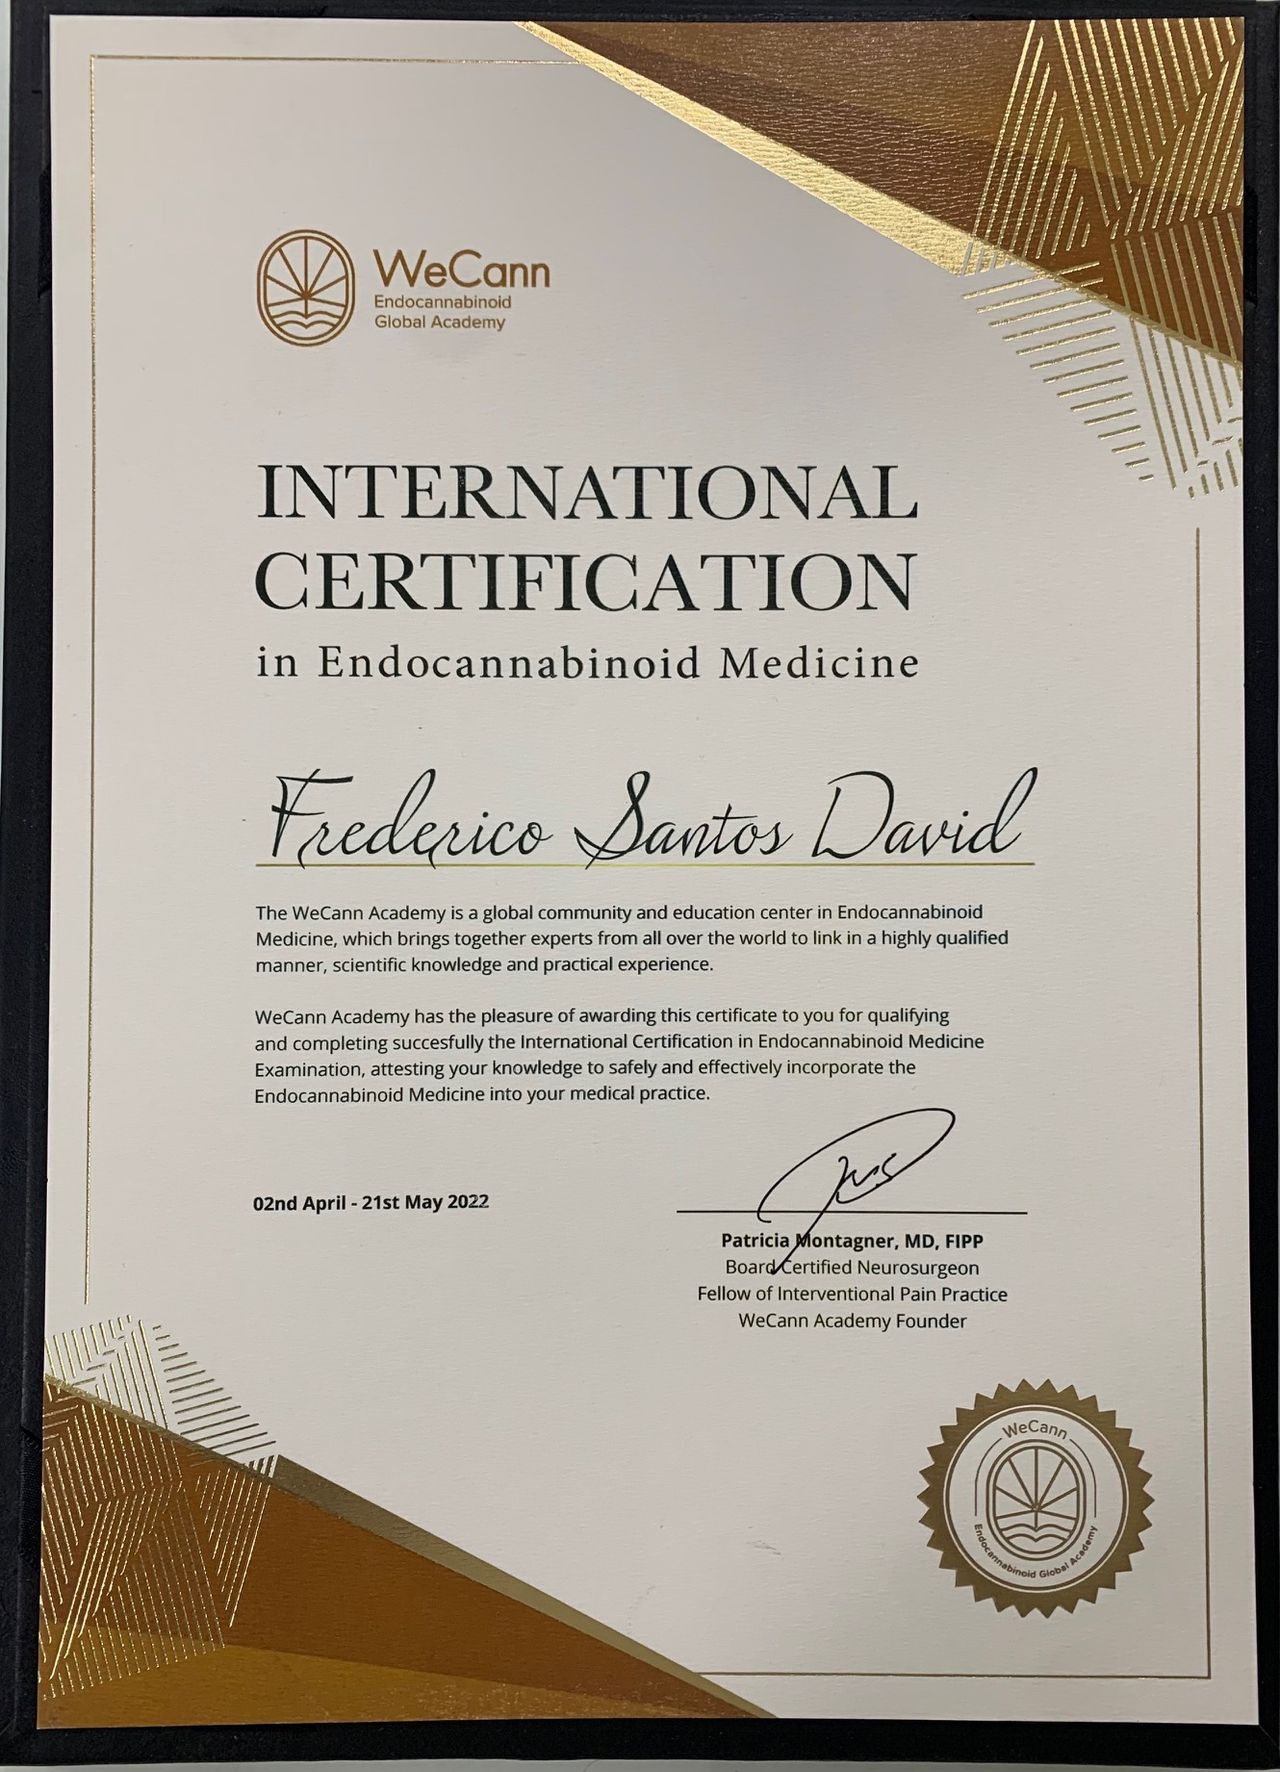 WeCann
Endocannabinoid
Global Academy
INTERNATIONAL
CERTIFICATION
in Endocannabinoid Medicine
Frederico Santos David
The WeCann Academy is a global community and education center in Endocannabinoid
Medicine, which brings together experts from all over the world to link in a highly qualified
manner, scientific knowledge and practical experience.
WeCann Academy has the pleasure of awarding this certificate to you for qualifying
and completing succesfully the International Certification in Endocannabinoid Medicine
Examination, attesting your knowledge to safely and effectively incorporate the
Endocannabinoid Medicine into your medical practice.
02nd April - 21st May 2022
Patricia Montagner, MD, FIPP
Board Certified Neurosurgeon
Fellow of Interventional Pain Practice
WeCann Academy Founder
WeCann
Endocannabinoid Global Academy